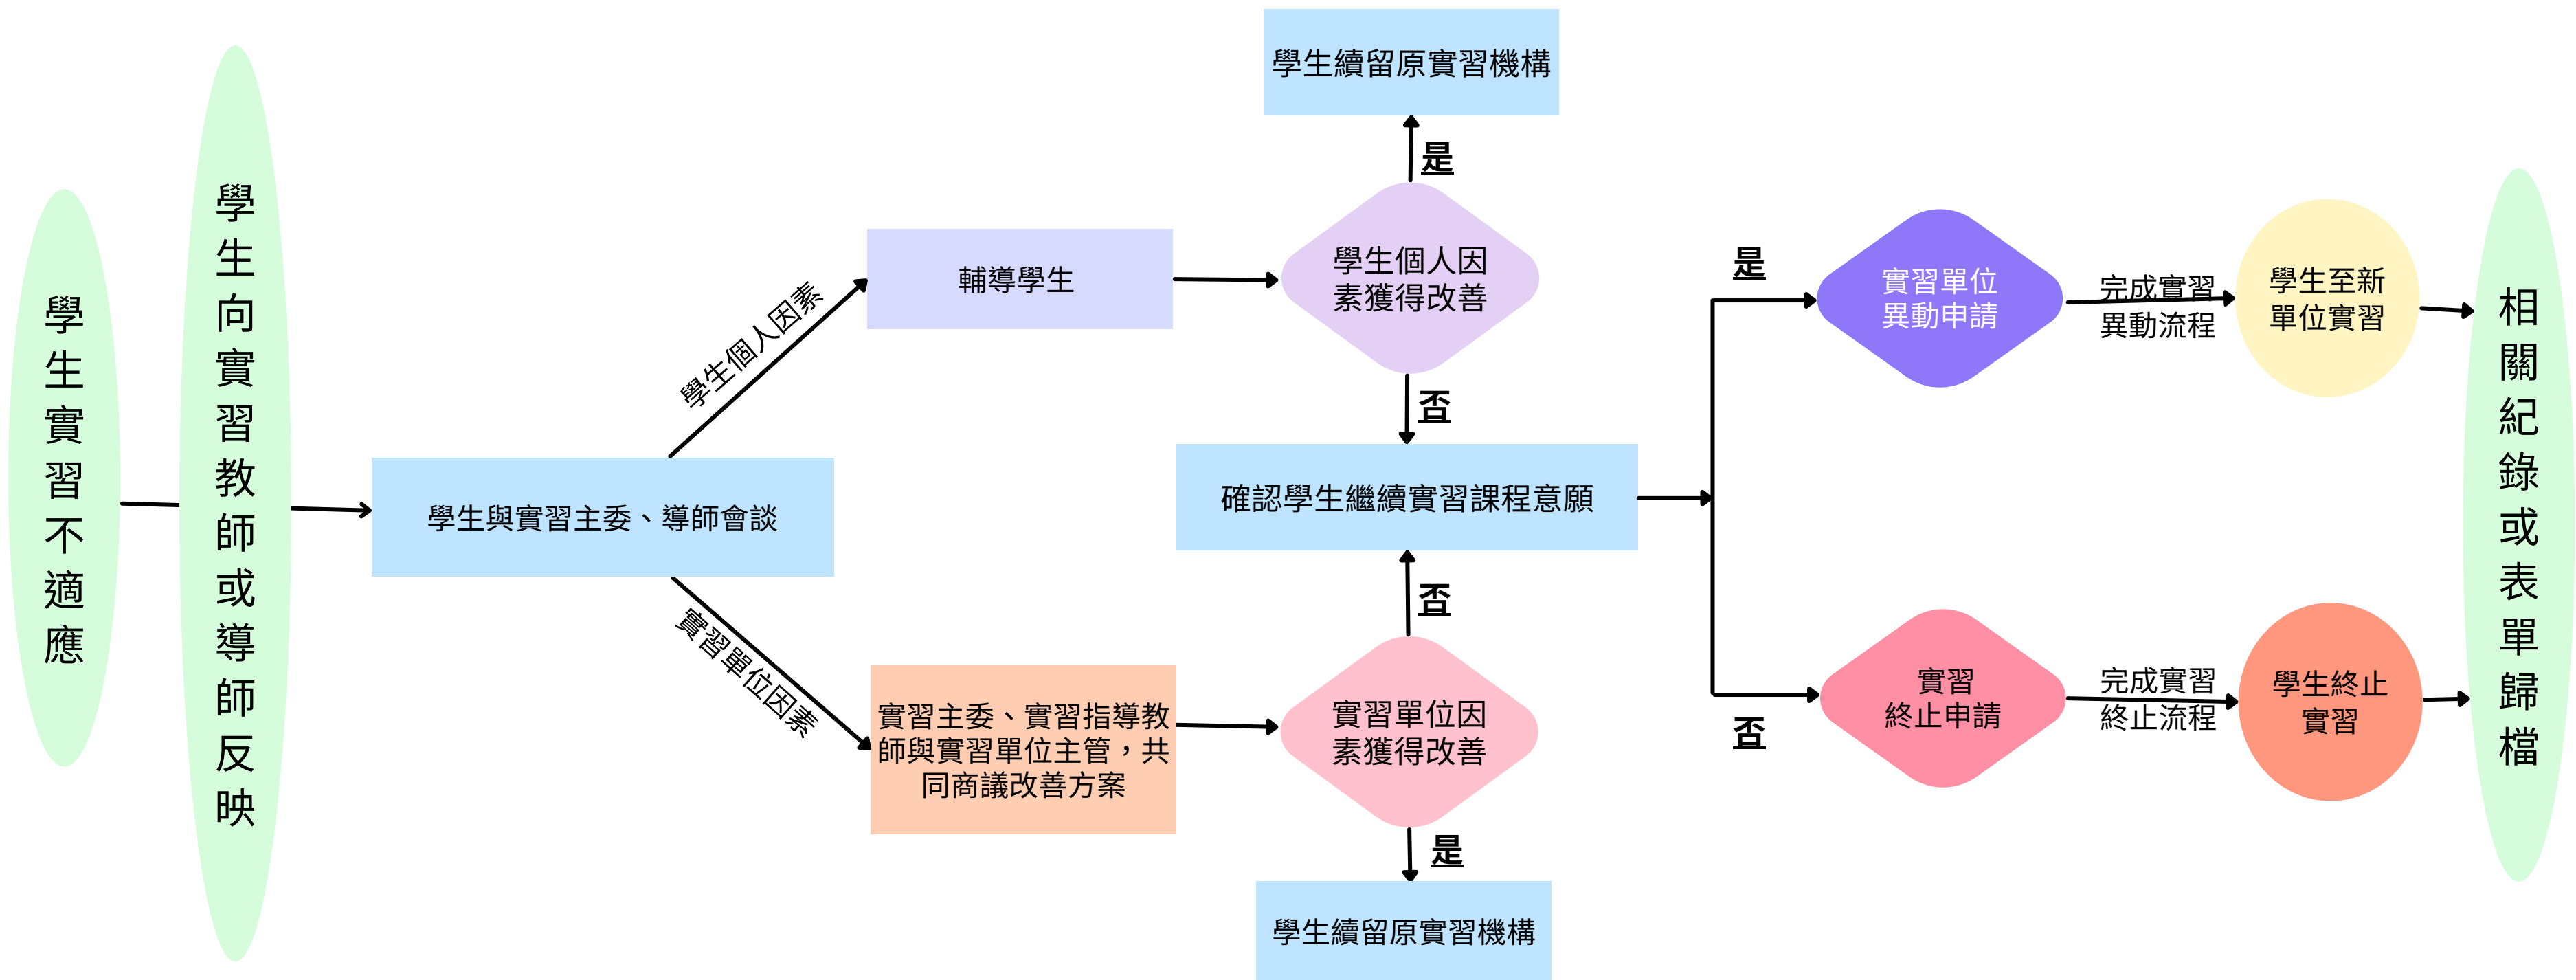 學生實習不適應
學生向實習教師或導師反映
學生與實習主委、導師會談
學生個人因素
輔導學生
學生個人因
素獲得改善
是
學生續留原實習機構
否
實習單位因素
實習主委、實習指導教
師與實習單位主管，共
同商議改善方案
實習單位因
素獲得改善
是
學生續留原實習機構
否
確認學生繼續實習課程意願
是
實習單位
異動申請
完成實習
異動流程
學生至新
單位實習
否
實習
終止申請
完成實習
終止流程
學生終止
實習
相關紀錄或表單歸檔